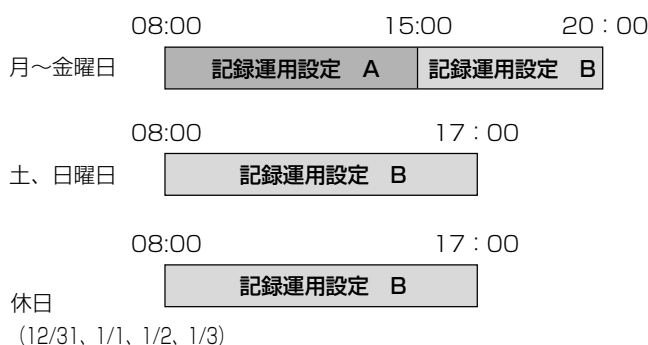 08:00 15:00 20：00
月～金曜日 記録運用設定 A 記録運用設定 B
08:00 17：00
土、日曜日 記録運用設定 B
08:00 17：00
記録運用設定 B
休日
（12/31、1/1、1/2、1/3）